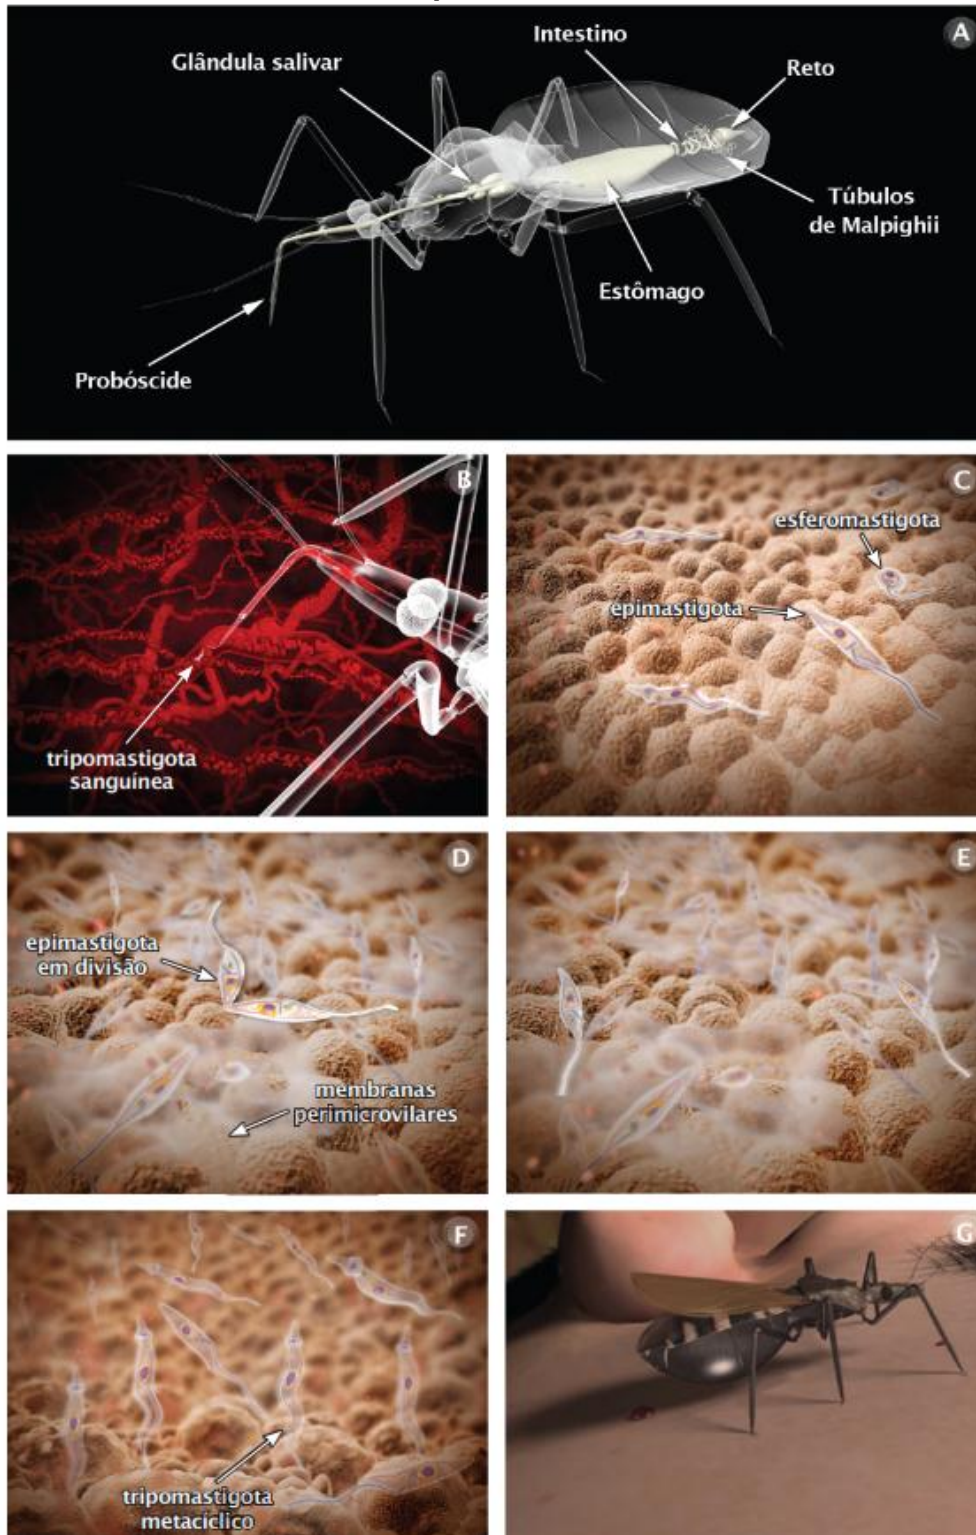 A
Intestino
Glândula salivar
Reto
Túbulos
de Malpighii
Estômago
Probóscide
B
tripomastigota
sanguínea
C
esferomastigota
epimastigota
D
epimastigota
em divisão
membranas
perimicrovilares
E
F
tripomastigota
metacíclico
G